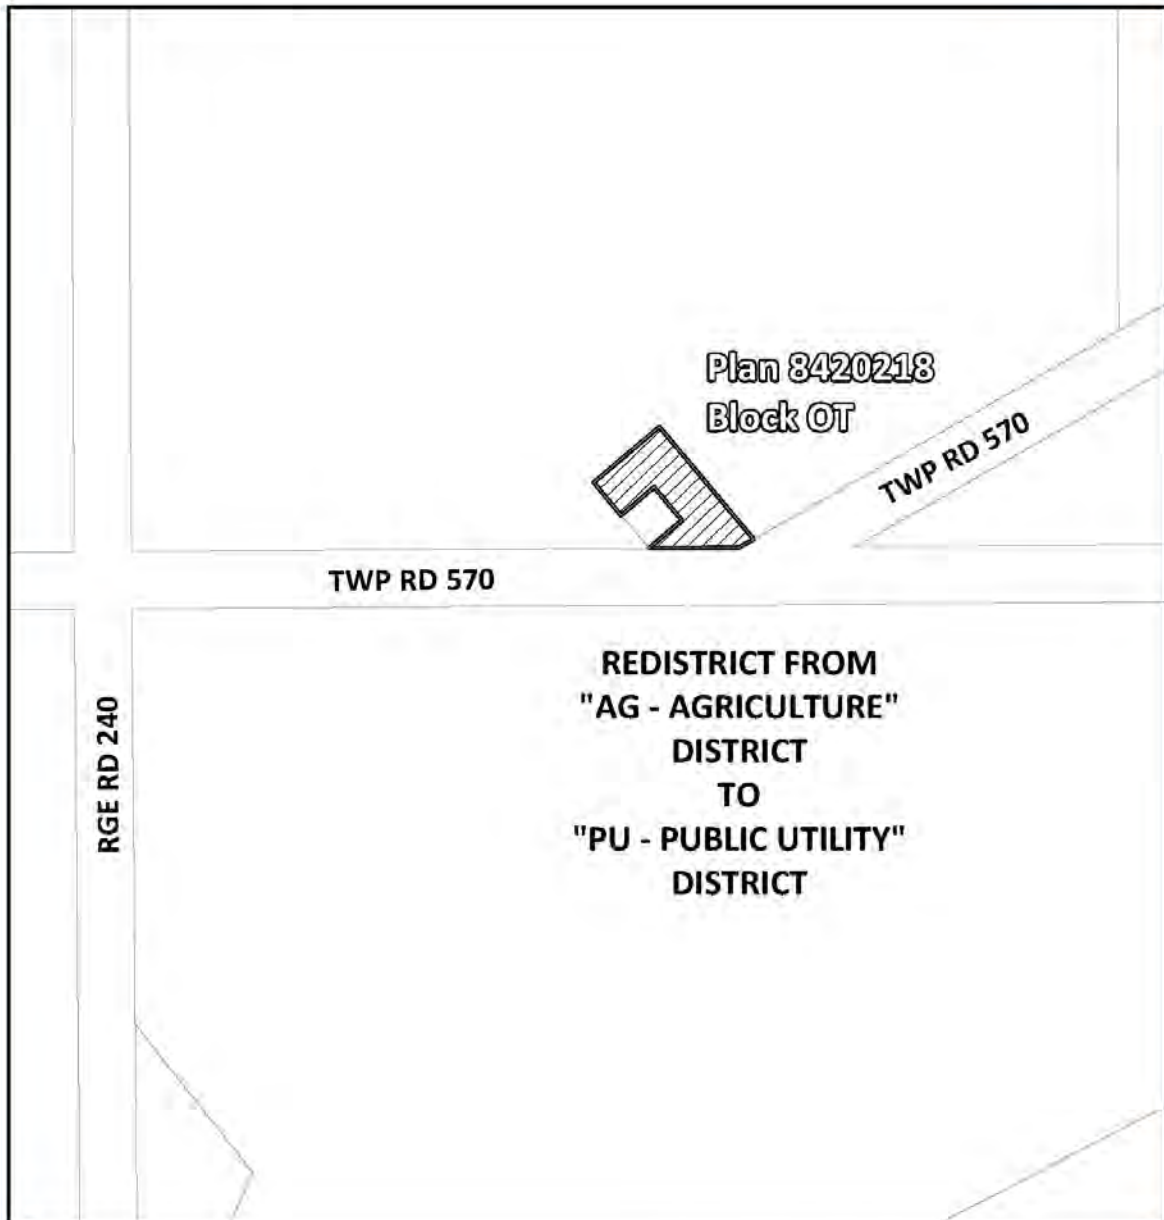 Plan 8420218
Block OT
TWP RD 570
TWP RD 570
REDISTRICT FROM
"AG - AGRICULTURE"
DISTRICT
TO
"PU - PUBLIC UTILITY"
DISTRICT
RGE RD 240